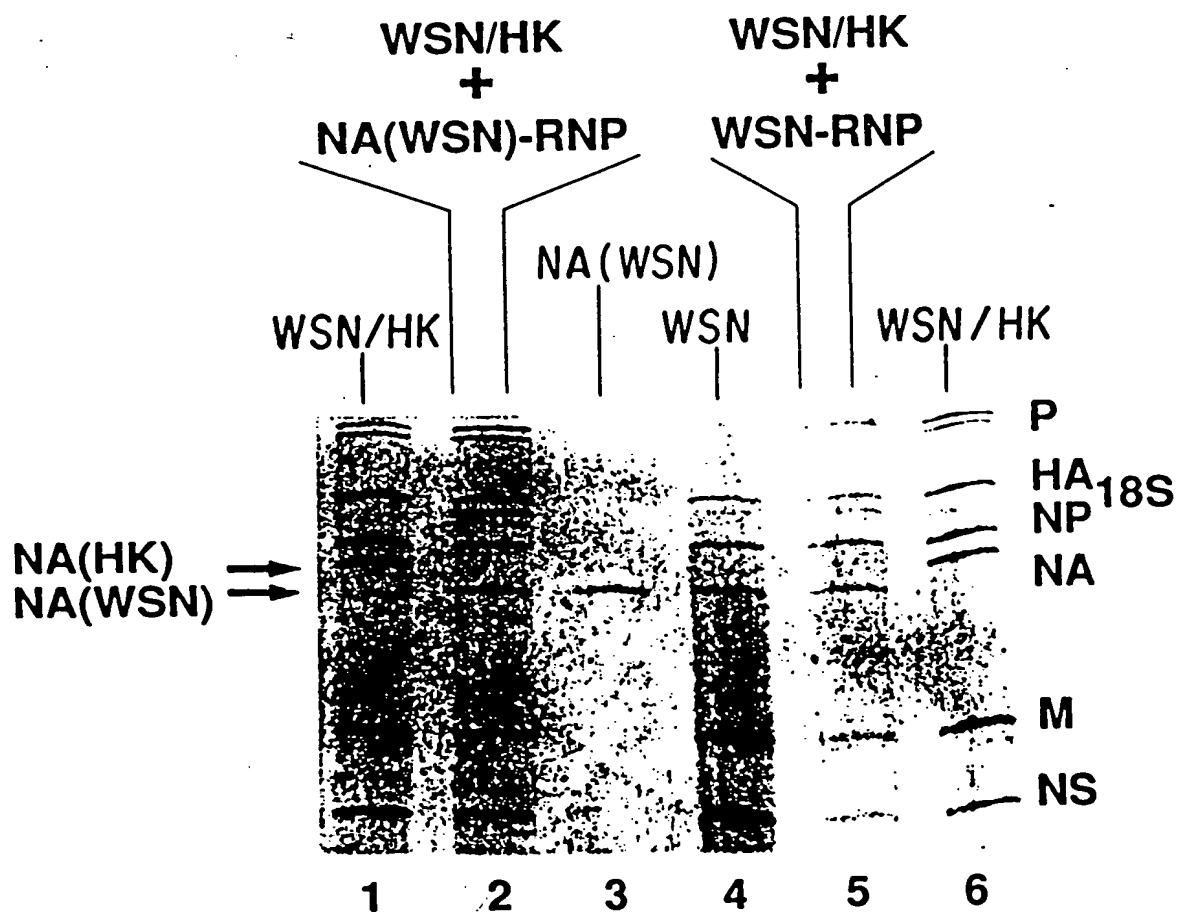 WSN/HK
+
NA(WSN)-RNP
WSN/HK
+
WSN-RNP
WSN/HK
NA(WSN)
WSN
WSN/HK
P
HA
18S
NP
NA
M
NS
NA(HK)
NA(WSN)
1 2 3 4 5 6